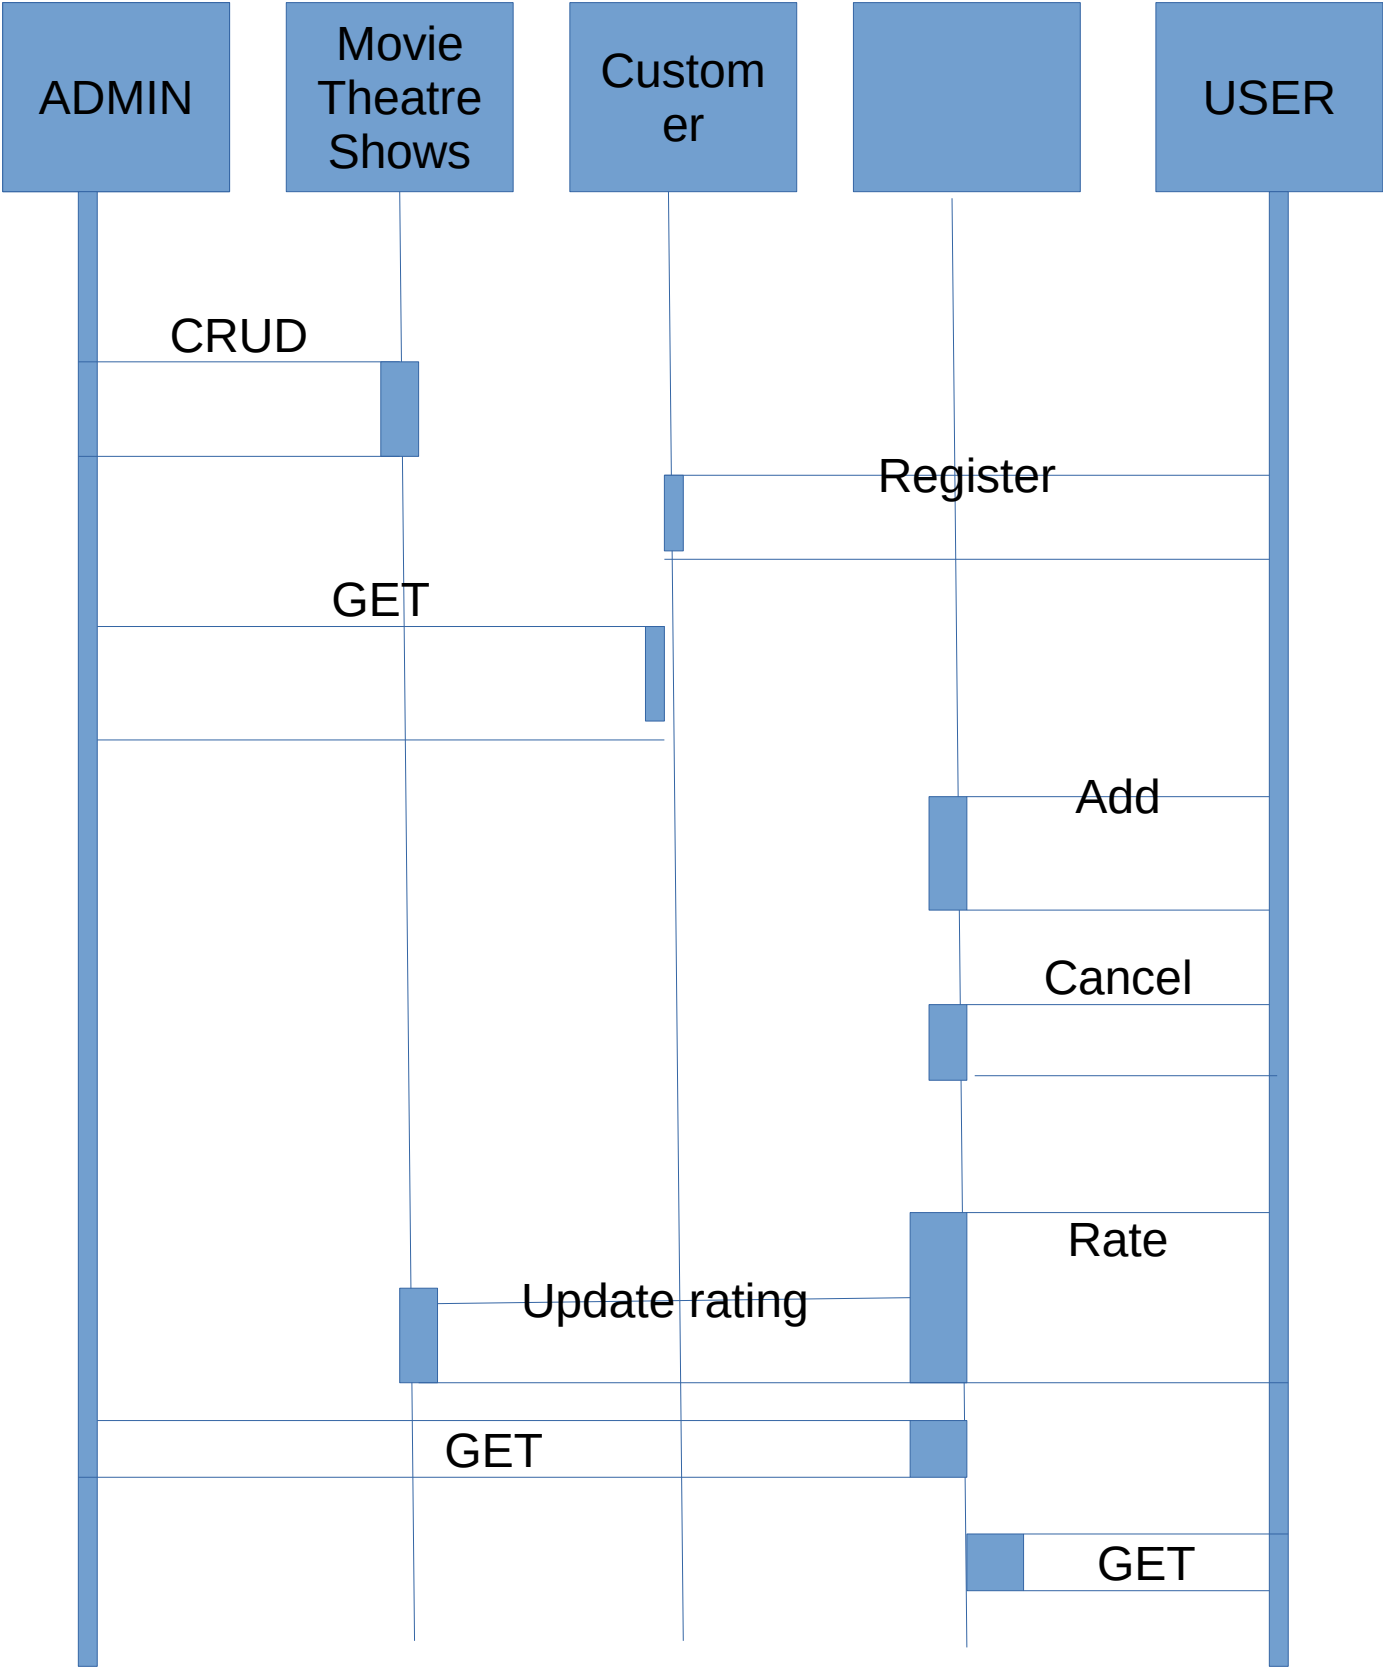 ADMIN
Movie
Theatre
Shows
Custom
er
USER
CRUD
Register
GET
Add
Cancel
Rate
Update rating
GET
GET